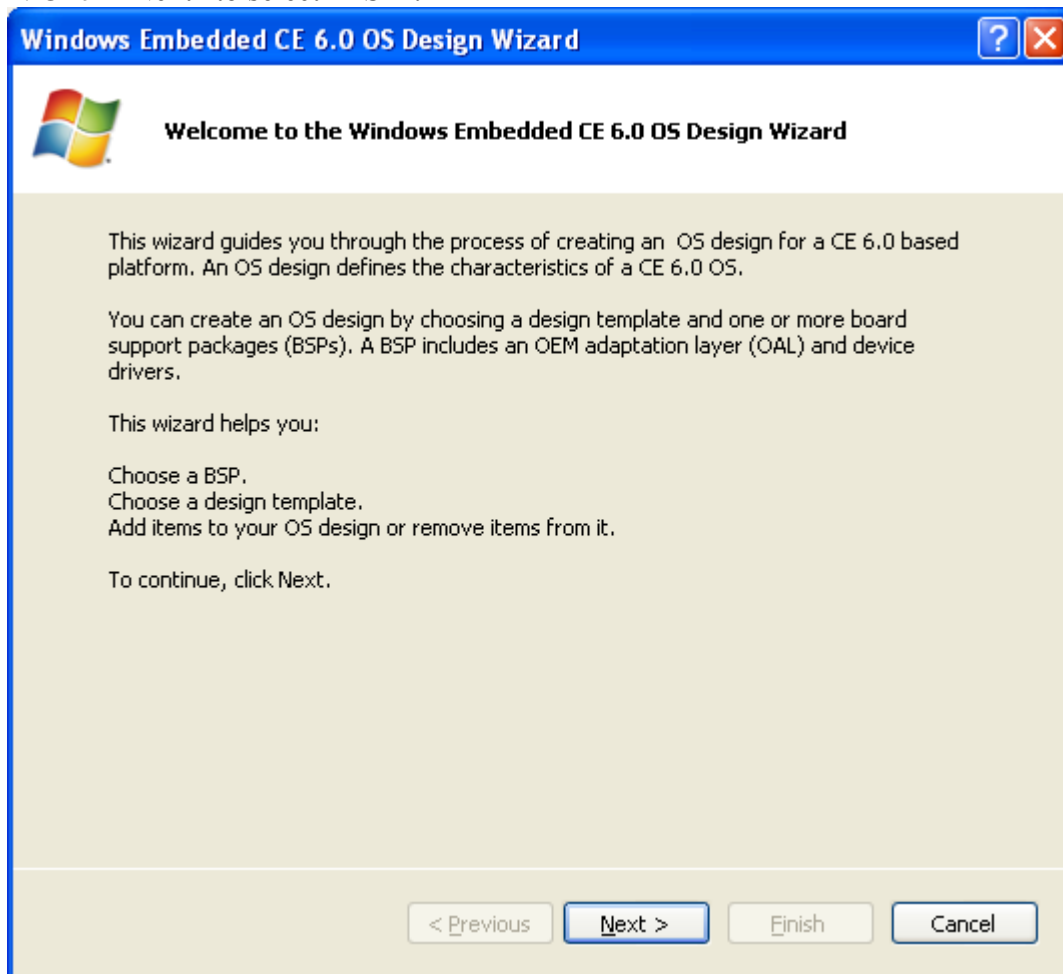 Windows Embedded CE 6.0 OS Design Wizard
Welcome to the Windows Embedded CE 6.0 OS Design Wizard
This wizard guides you through the process of creating an OS design for a CE 6.0 based
platform. An OS design defines the characteristics of a CE 6.0 OS.
You can create an OS design by choosing a design template and one or more board
support packages (BSPs). A BSP includes an OEM adaptation layer (OAL) and device
drivers.
This wizard helps you:
Choose a BSP.
Choose a design template.
Add items to your OS design or remove items from it.
To continue, click Next.
< Previous Next > Finish Cancel